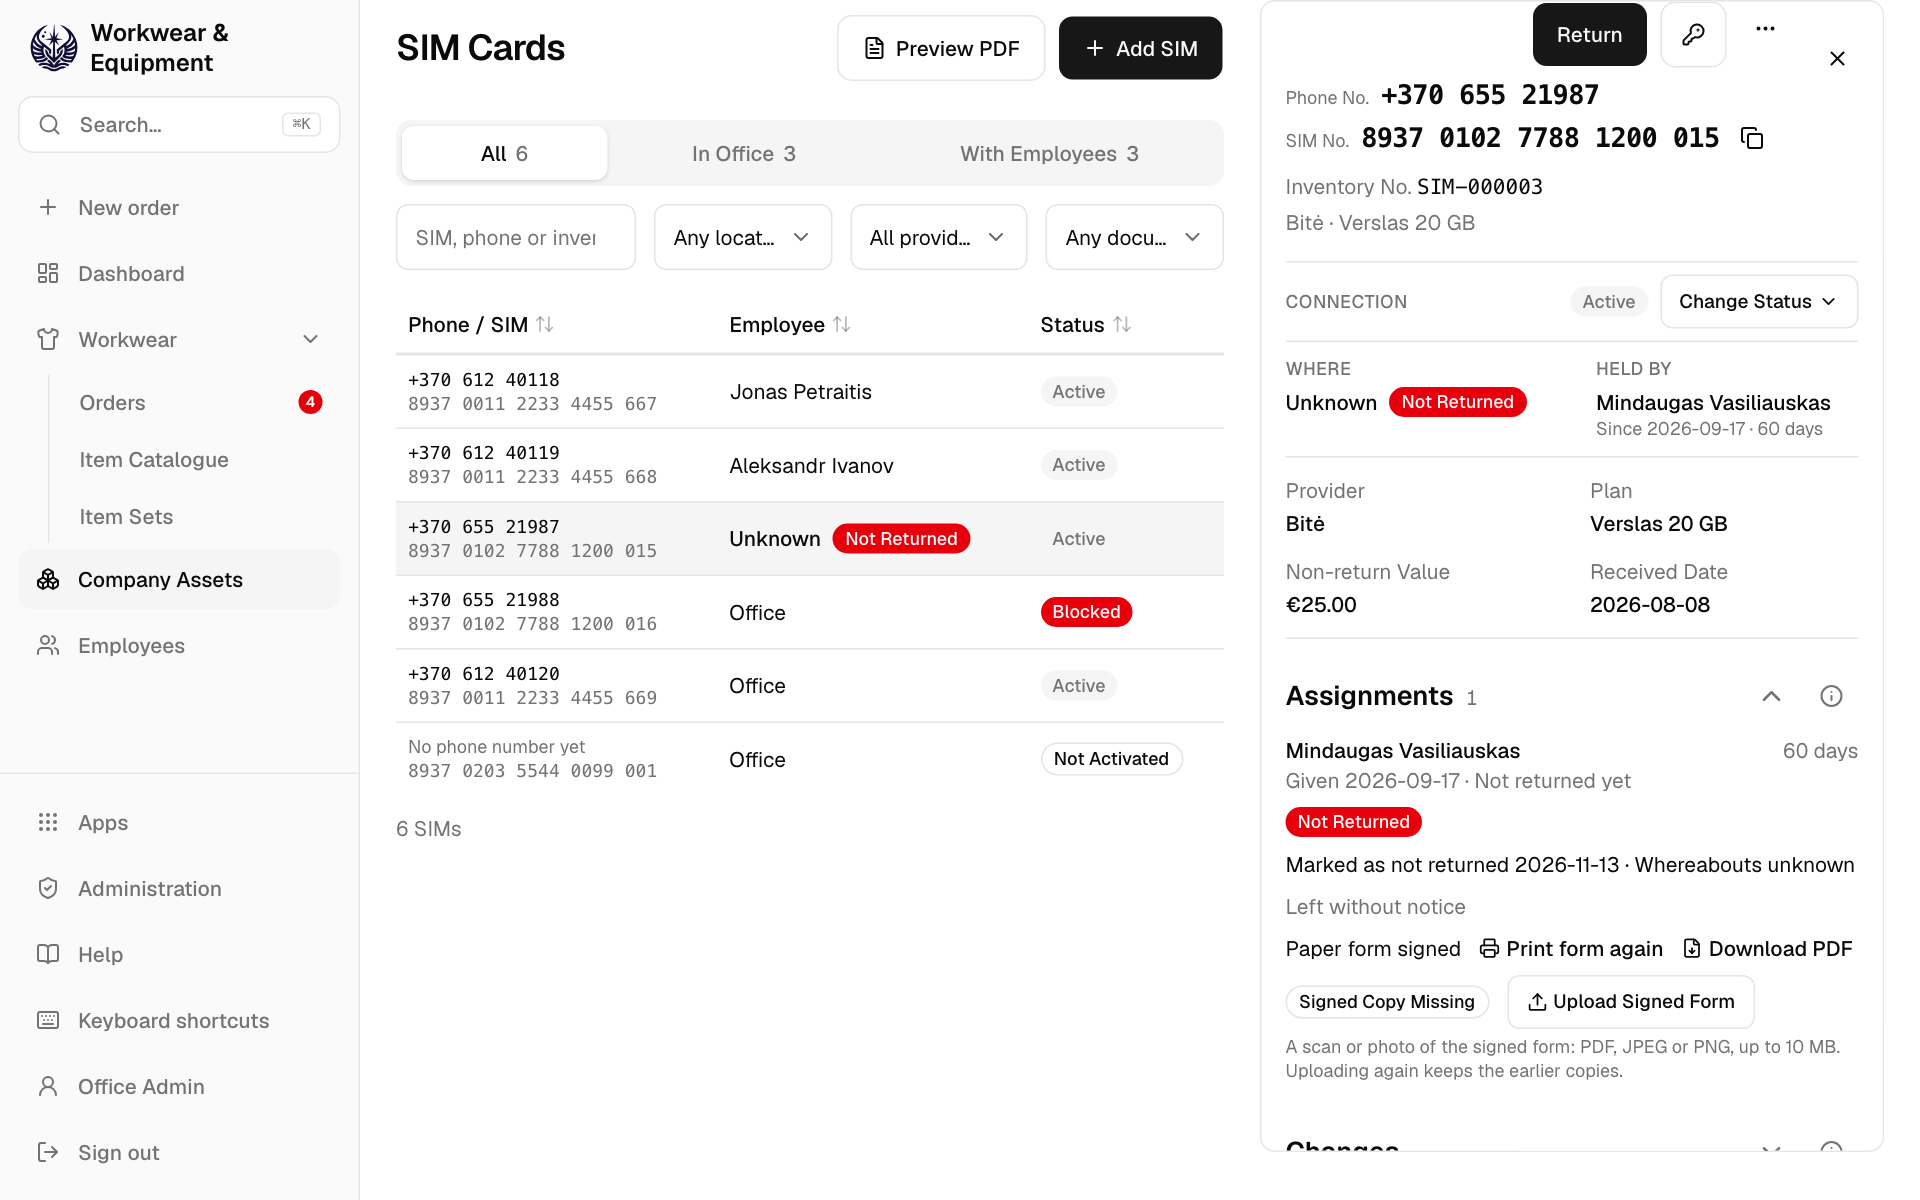 Workwear &
Equipment
Search...
⌘K
New order
Dashboard
Workwear
Orders
4
Item Catalogue
Item Sets
Company Assets
Employees
Apps
Administration
Help
Keyboard shortcuts
Office Admin
Sign out
SIM Cards
Preview PDF
Add SIM
All 6
In Office 3
With Employees 3
SIM, phone or inver
Any locat...
All provid...
Any docu...
Phone / SIM
Employee
Status
+370 612 40118
8937 0011 2233 4455 667
Jonas Petraitis
Active
+370 612 40119
8937 0011 2233 4455 668
Aleksandr Ivanov
Active
+370 655 21987
8937 0102 7788 1200 015
Unknown Not Returned
Active
+370 655 21988
8937 0102 7788 1200 016
Office
Blocked
+370 612 40120
8937 0011 2233 4455 669
Office
Active
No phone number yet
8937 0203 5544 0099 001
Office
Not Activated
6 SIMs
Return
Phone No. +370 655 21987
SIM No. 8937 0102 7788 1200 015
Inventory No. SIM-000003
Bitė · Verslas 20 GB
CONNECTION
Active
Change Status
WHERE
Unknown Not Returned
HELD BY
Mindaugas Vasiliauskas
Since 2026-09-17 · 60 days
Provider
Bitė
Plan
Verslas 20 GB
Non-return Value
€25.00
Received Date
2026-08-08
Assignments 1
Mindaugas Vasiliauskas
60 days
Given 2026-09-17 · Not returned yet
Not Returned
Marked as not returned 2026-11-13 · Whereabouts unknown
Left without notice
Paper form signed
Print form again
Download PDF
Signed Copy Missing
Upload Signed Form
A scan or photo of the signed form: PDF, JPEG or PNG, up to 10 MB.
Uploading again keeps the earlier copies.
Changes